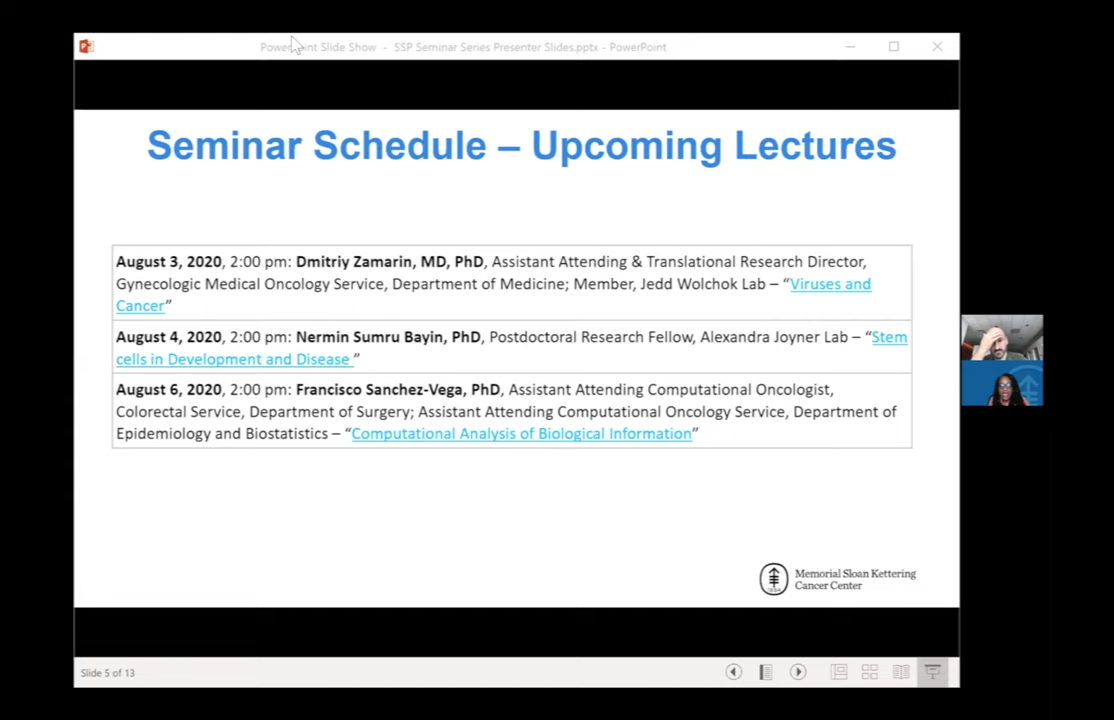 PowerPoint Slide Show - SSP Seminar Series Presenter Slides.pptx - PowerPoint
Seminar Schedule – Upcoming Lectures
August 3, 2020, 2:00 pm: Dmitriy Zamarin, MD, PhD, Assistant Attending & Translational Research Director,
Gynecologic Medical Oncology Service, Department of Medicine; Member, Jedd Wolchok Lab – “Viruses and
Cancer”
August 4, 2020, 2:00 pm: Nermin Sumru Bayin, PhD, Postdoctoral Research Fellow, Alexandra Joyner Lab – “Stem
cells in Development and Disease ”
August 6, 2020, 2:00 pm: Francisco Sanchez-Vega, PhD, Assistant Attending Computational Oncologist,
Colorectal Service, Department of Surgery; Assistant Attending Computational Oncology Service, Department of
Epidemiology and Biostatistics – “Computational Analysis of Biological Information”
Memorial Sloan Kettering
Cancer Center
Slide 5 of 13